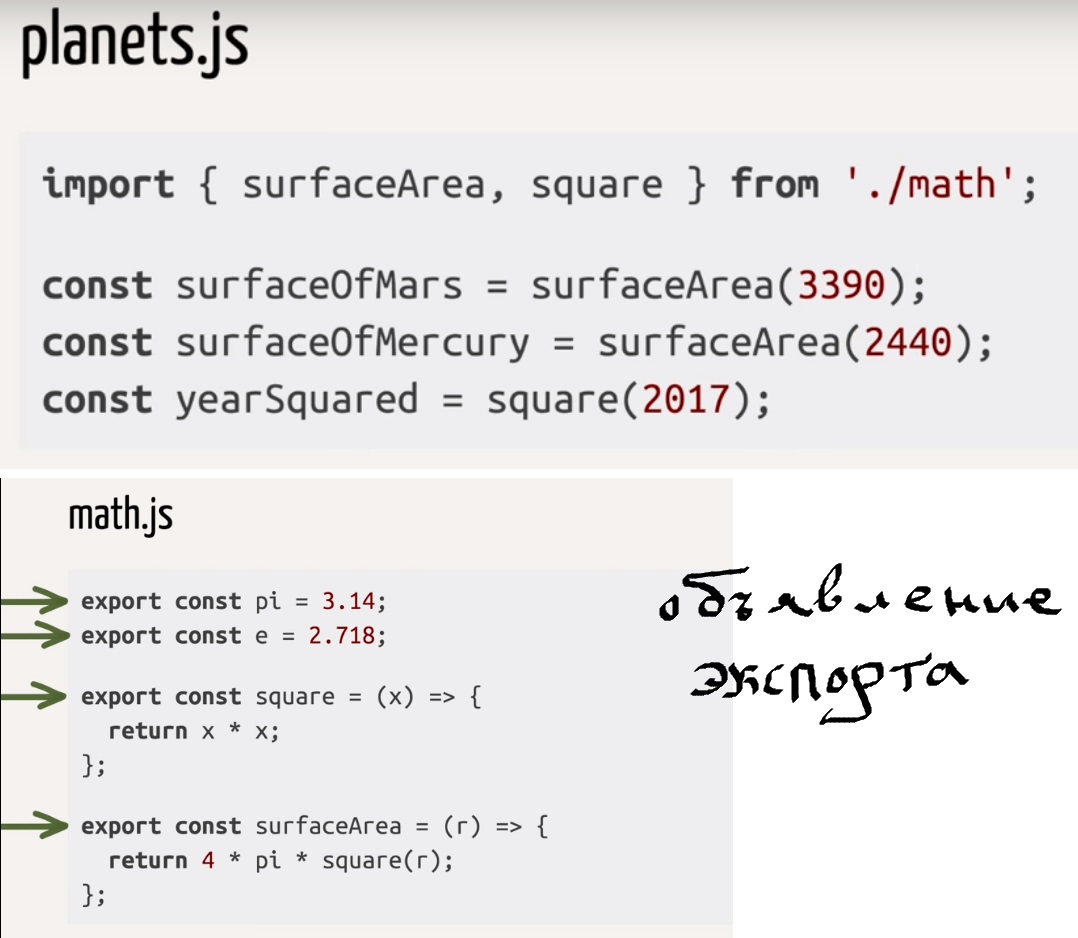 planets.js
import { surfaceArea, square } from './math';
const surfaceOfMars = surfaceArea(3390);
const surfaceOfMercury = surfaceArea(2440);
const yearSquared = square(2017);
math.js
export const pi = 3.14;
export const e = 2.718;
export const square = (x) => {
return x * x;
};
export const surfaceArea = (r) => {
return 4 * pi * square(r);
};
объявление
экспорта